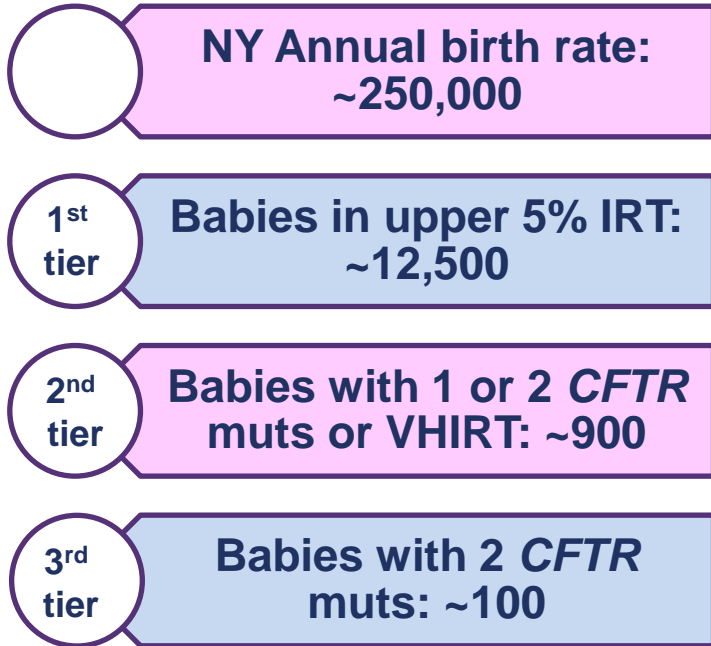 NY Annual birth rate:
~250,000
1st
tier
Babies in upper 5% IRT:
~12,500
2nd
tier
Babies with 1 or 2 CFTR
muts or VHIRT: ~900
3rd
tier
Babies with 2 CFTR
muts: ~100